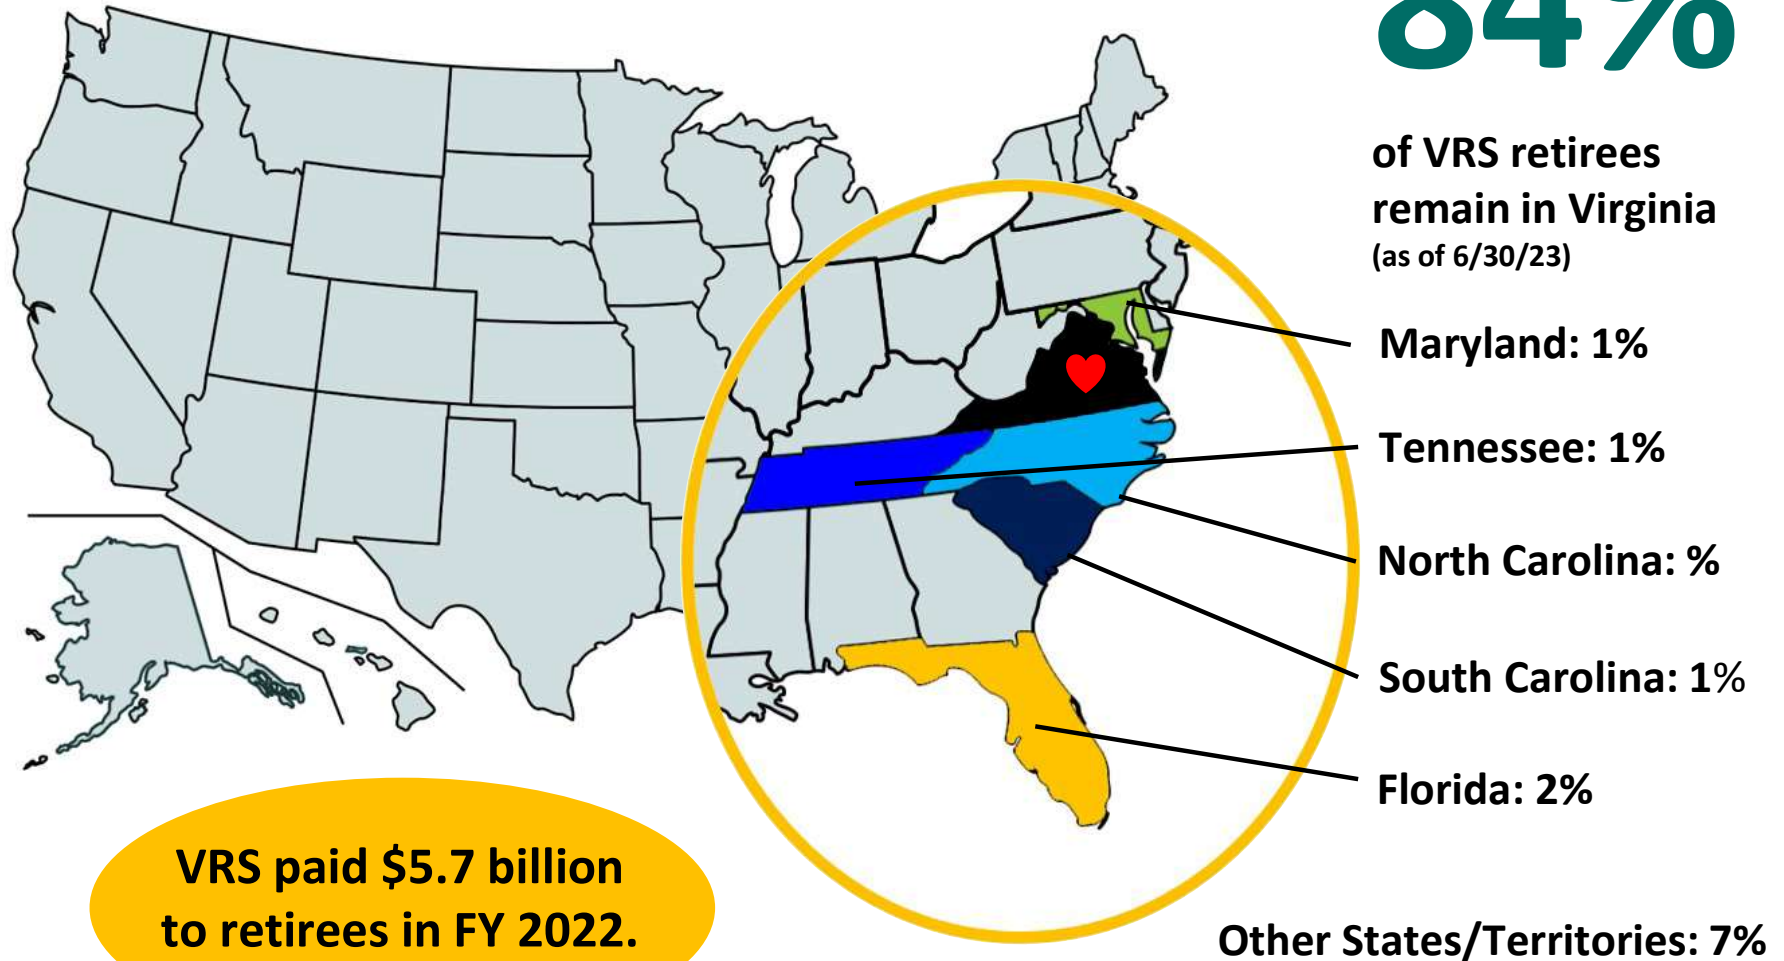 84%
of VRS retirees
remain in Virginia
(as of 6/30/23)
Maryland: 1%
Tennessee: 1%
North Carolina: %
South Carolina: 1%
Florida: 2%
VRS paid $5.7 billion
to retirees in FY 2022.
Other States/Territories: 7%